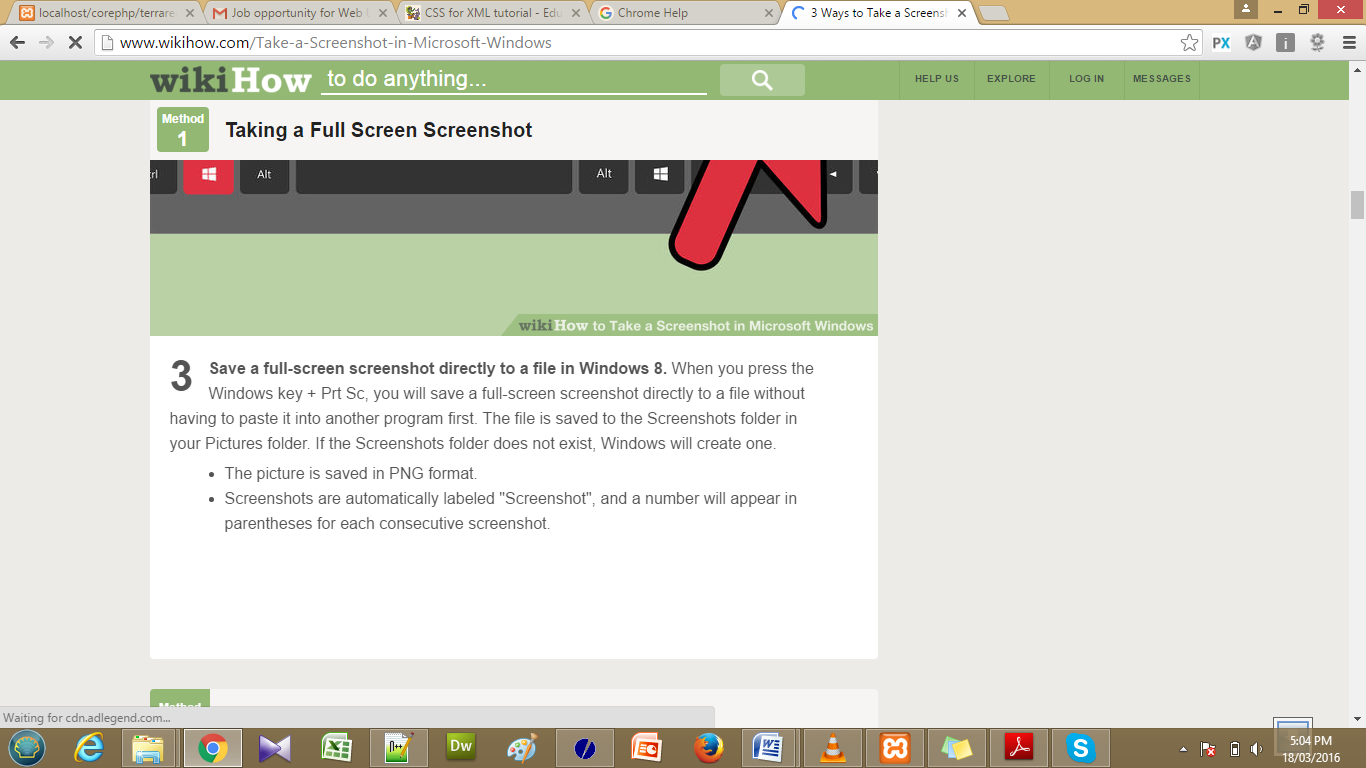 localhost/corephp/terrare
Job opportunity for Web
CSS for XML tutorial - Edu
Chrome Help
3 Ways to Take a Screensh
www.wikihow.com/Take-a-Screenshot-in-Microsoft-Windows
PX
i
wikiHow to do anything...
HELP US
EXPLORE
LOG IN
MESSAGES
Method
1
Taking a Full Screen Screenshot
rl
Alt
Alt
wikiHow to Take a Screenshot in Microsoft Windows
3 Save a full-screen screenshot directly to a file in Windows 8. When you press the
Windows key + Prt Sc, you will save a full-screen screenshot directly to a file without
having to paste it into another program first. The file is saved to the Screenshots folder in
your Pictures folder. If the Screenshots folder does not exist, Windows will create one.
• The picture is saved in PNG format.
• Screenshots are automatically labeled "Screenshot", and a number will appear in
parentheses for each consecutive screenshot.
Method
Waiting for cdn.adlegend.com...
Dw
5:04 PM
18/03/2016